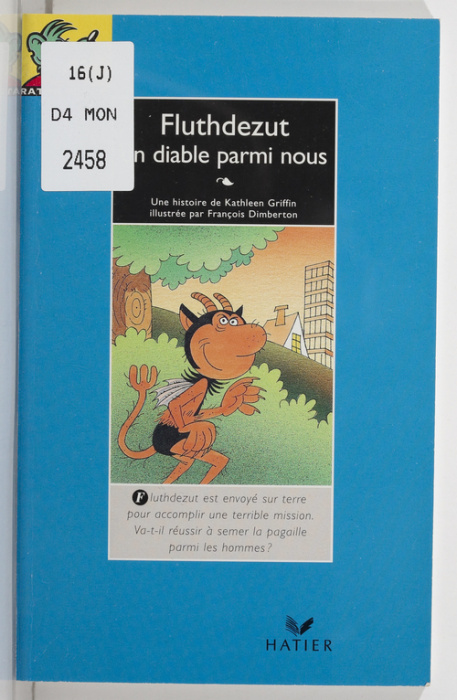 16(J)
D4 MON
2458
Fluthdezut
n diable parmi nous
Une histoire de Kathleen Griffin
illustrée par François Dimberton
Fluthdezut est envoyé sur terre
pour accomplir une terrible mission.
Va-t-il réussir à semer la pagaille
parmi les hommes ?
HATIER